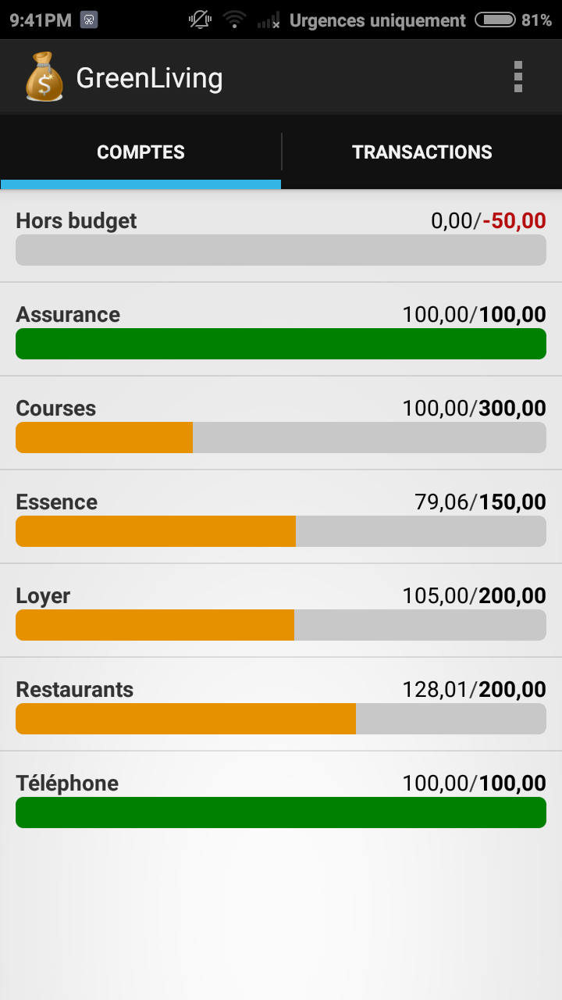 9:41PM Urgences uniquement 81%
GreenLiving
COMPTES TRANSACTIONS
Hors budget 0,00/-50,00
Assurance 100,00/100,00
Courses 100,00/300,00
Essence 79,06/150,00
Loyer 105,00/200,00
Restaurants 128,01/200,00
Téléphone 100,00/100,00